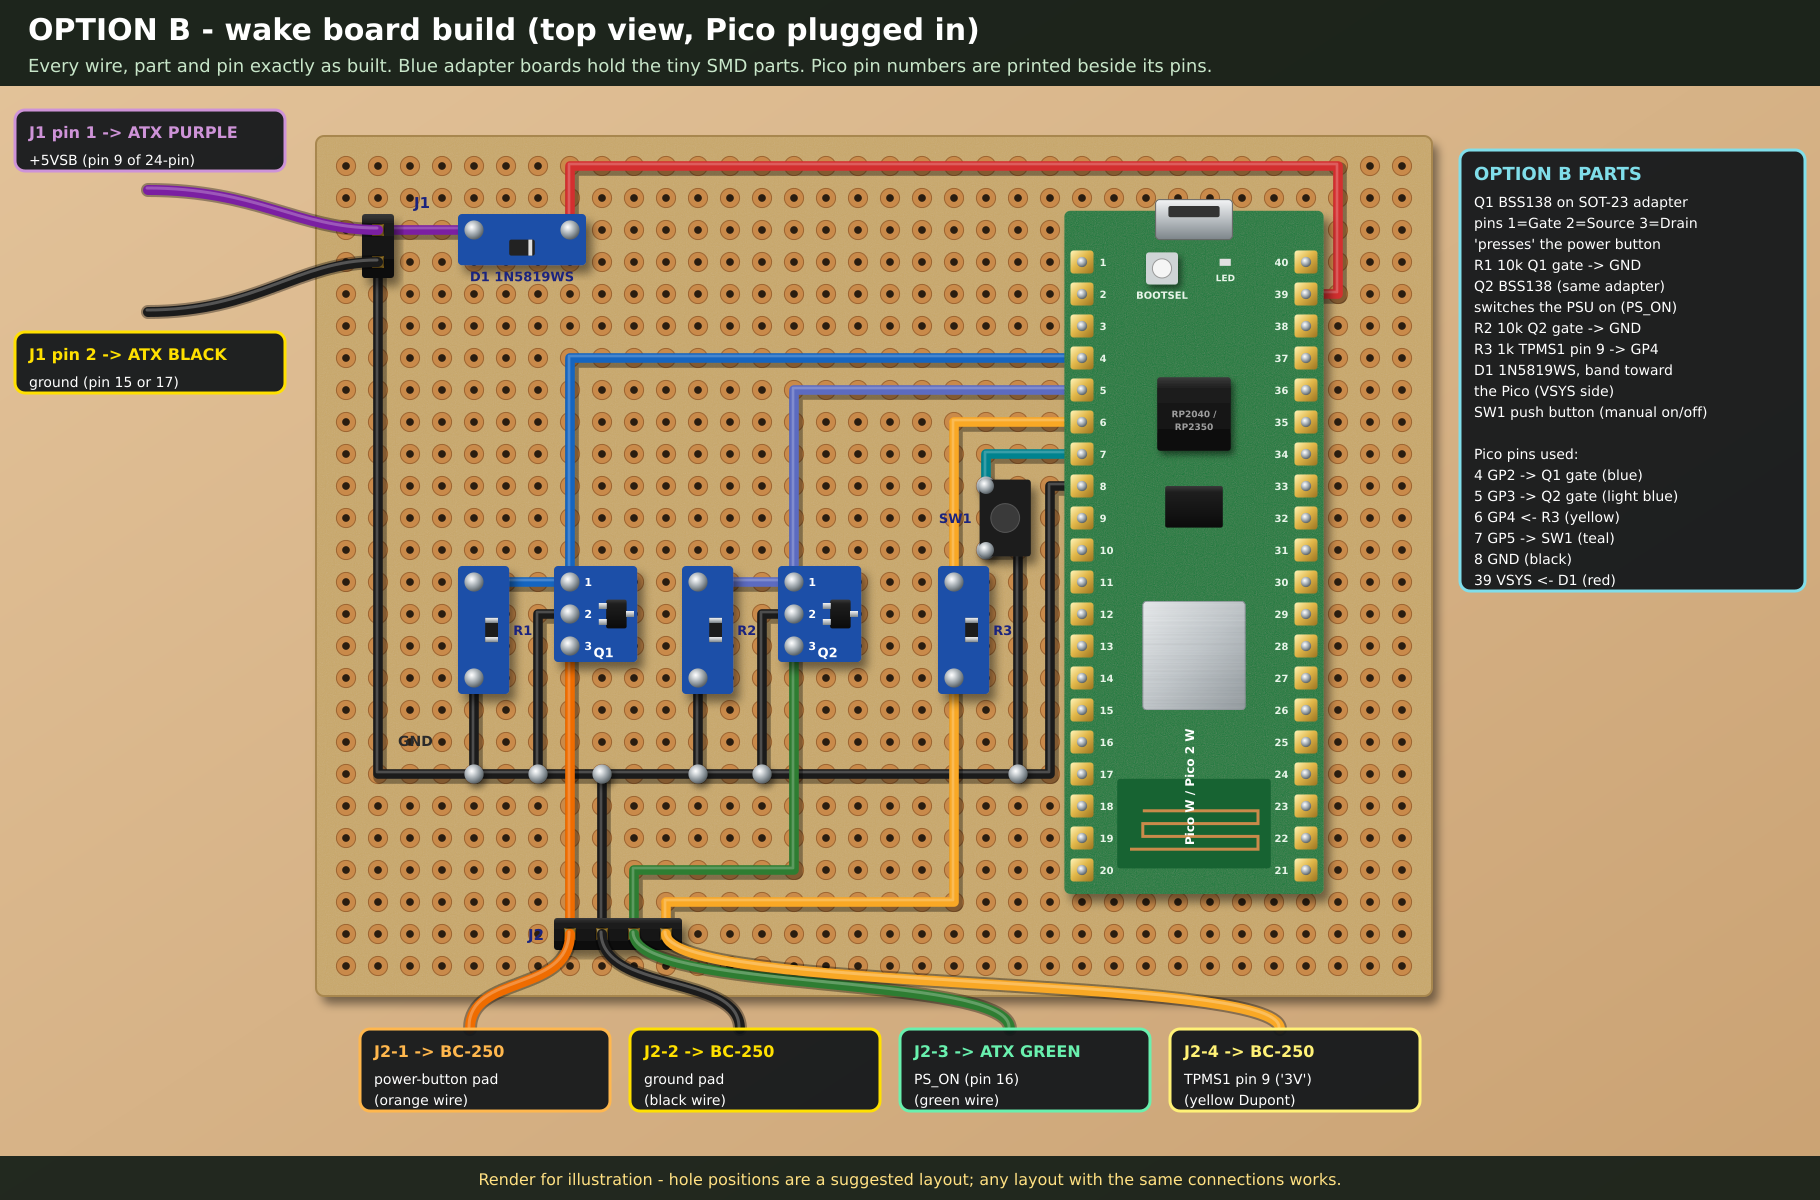 OPTION B - wake board build (top view, Pico plugged in)
Every wire, part and pin exactly as built. Blue adapter boards hold the tiny SMD parts. Pico pin numbers are printed beside its pins.
J1 pin 1 -> ATX PURPLE
+5VSB (pin 9 of 24-pin)
J1 pin 2 -> ATX BLACK
ground (pin 15 or 17)
J1
D1 1N5819WS
BOOTSEL
LED
1 40
2 39
3 38
4 37
5 36
6 35
7 34
8 33
9 32
10 31
11 30
12 29
13 28
14 27
15 26
16 25
17 24
18 23
19 22
20 21
RP2040 /
RP2350
Pico W / Pico 2 W
SW1
R1
1
2
3
Q1
R2
1
2
3
Q2
R3
GND
J2
OPTION B PARTS
Q1 BSS138 on SOT-23 adapter
pins 1=Gate 2=Source 3=Drain
'presses' the power button
R1 10k Q1 gate -> GND
Q2 BSS138 (same adapter)
switches the PSU on (PS_ON)
R2 10k Q2 gate -> GND
R3 1k TPMS1 pin 9 -> GP4
D1 1N5819WS, band toward
the Pico (VSYS side)
SW1 push button (manual on/off)
Pico pins used:
4 GP2 -> Q1 gate (blue)
5 GP3 -> Q2 gate (light blue)
6 GP4 <- R3 (yellow)
7 GP5 -> SW1 (teal)
8 GND (black)
39 VSYS <- D1 (red)
J2-1 -> BC-250
power-button pad
(orange wire)
J2-2 -> BC-250
ground pad
(black wire)
J2-3 -> ATX GREEN
PS_ON (pin 16)
(green wire)
J2-4 -> BC-250
TPMS1 pin 9 ('3V')
(yellow Dupont)
Render for illustration - hole positions are a suggested layout; any layout with the same connections works.